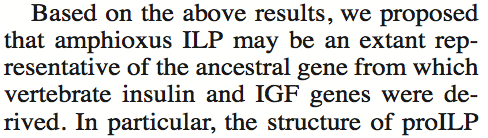 Based on the above results, we proposed
that amphioxus ILP may be an extant rep-
resentative of the ancestral gene from which
vertebrate insulin and IGF genes were de-
rived. In particular, the structure of proILP